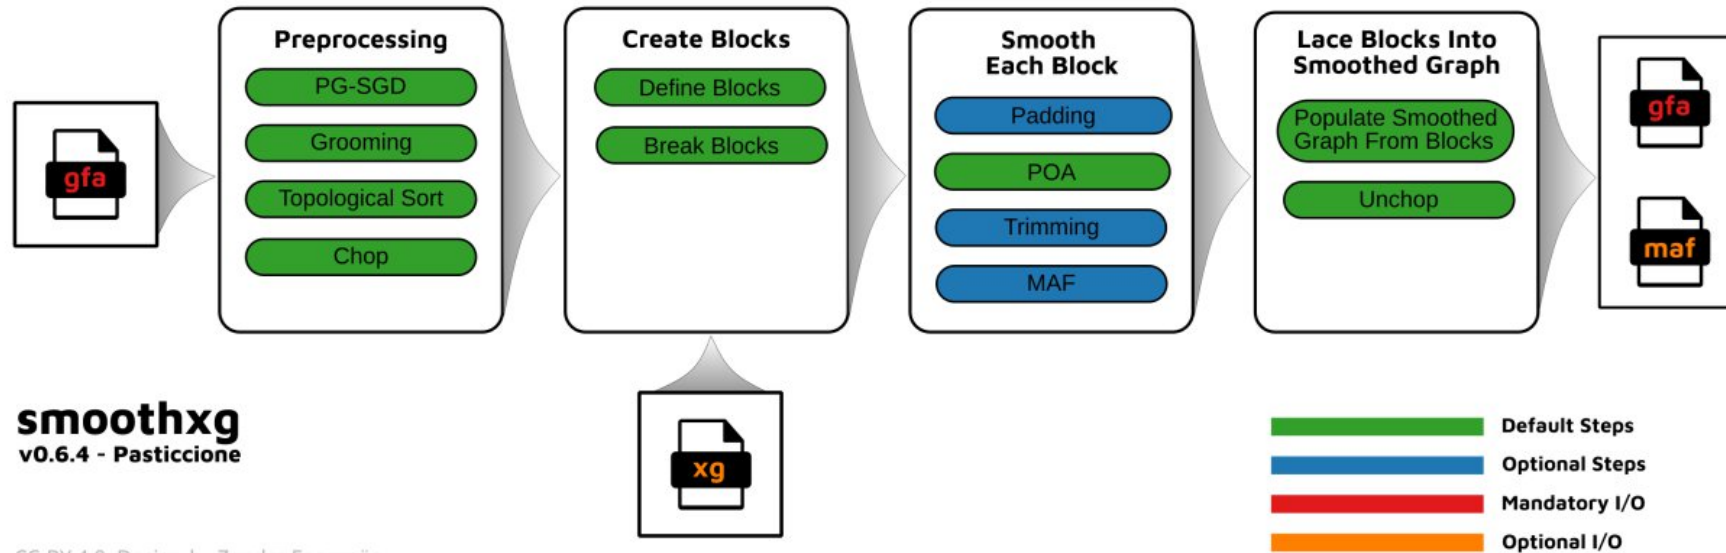 gfa
Preprocessing
PG-SGD
Grooming
Topological Sort
Chop
Create Blocks
Define Blocks
Break Blocks
xg
Smooth
Each Block
Padding
POA
Trimming
MAF
Lace Blocks Into
Smoothed Graph
Populate Smoothed
Graph From Blocks
Unchop
gfa
maf
smoothxg
v0.6.4 - Pasticcione
Default Steps
Optional Steps
Mandatory I/O
Optional I/O